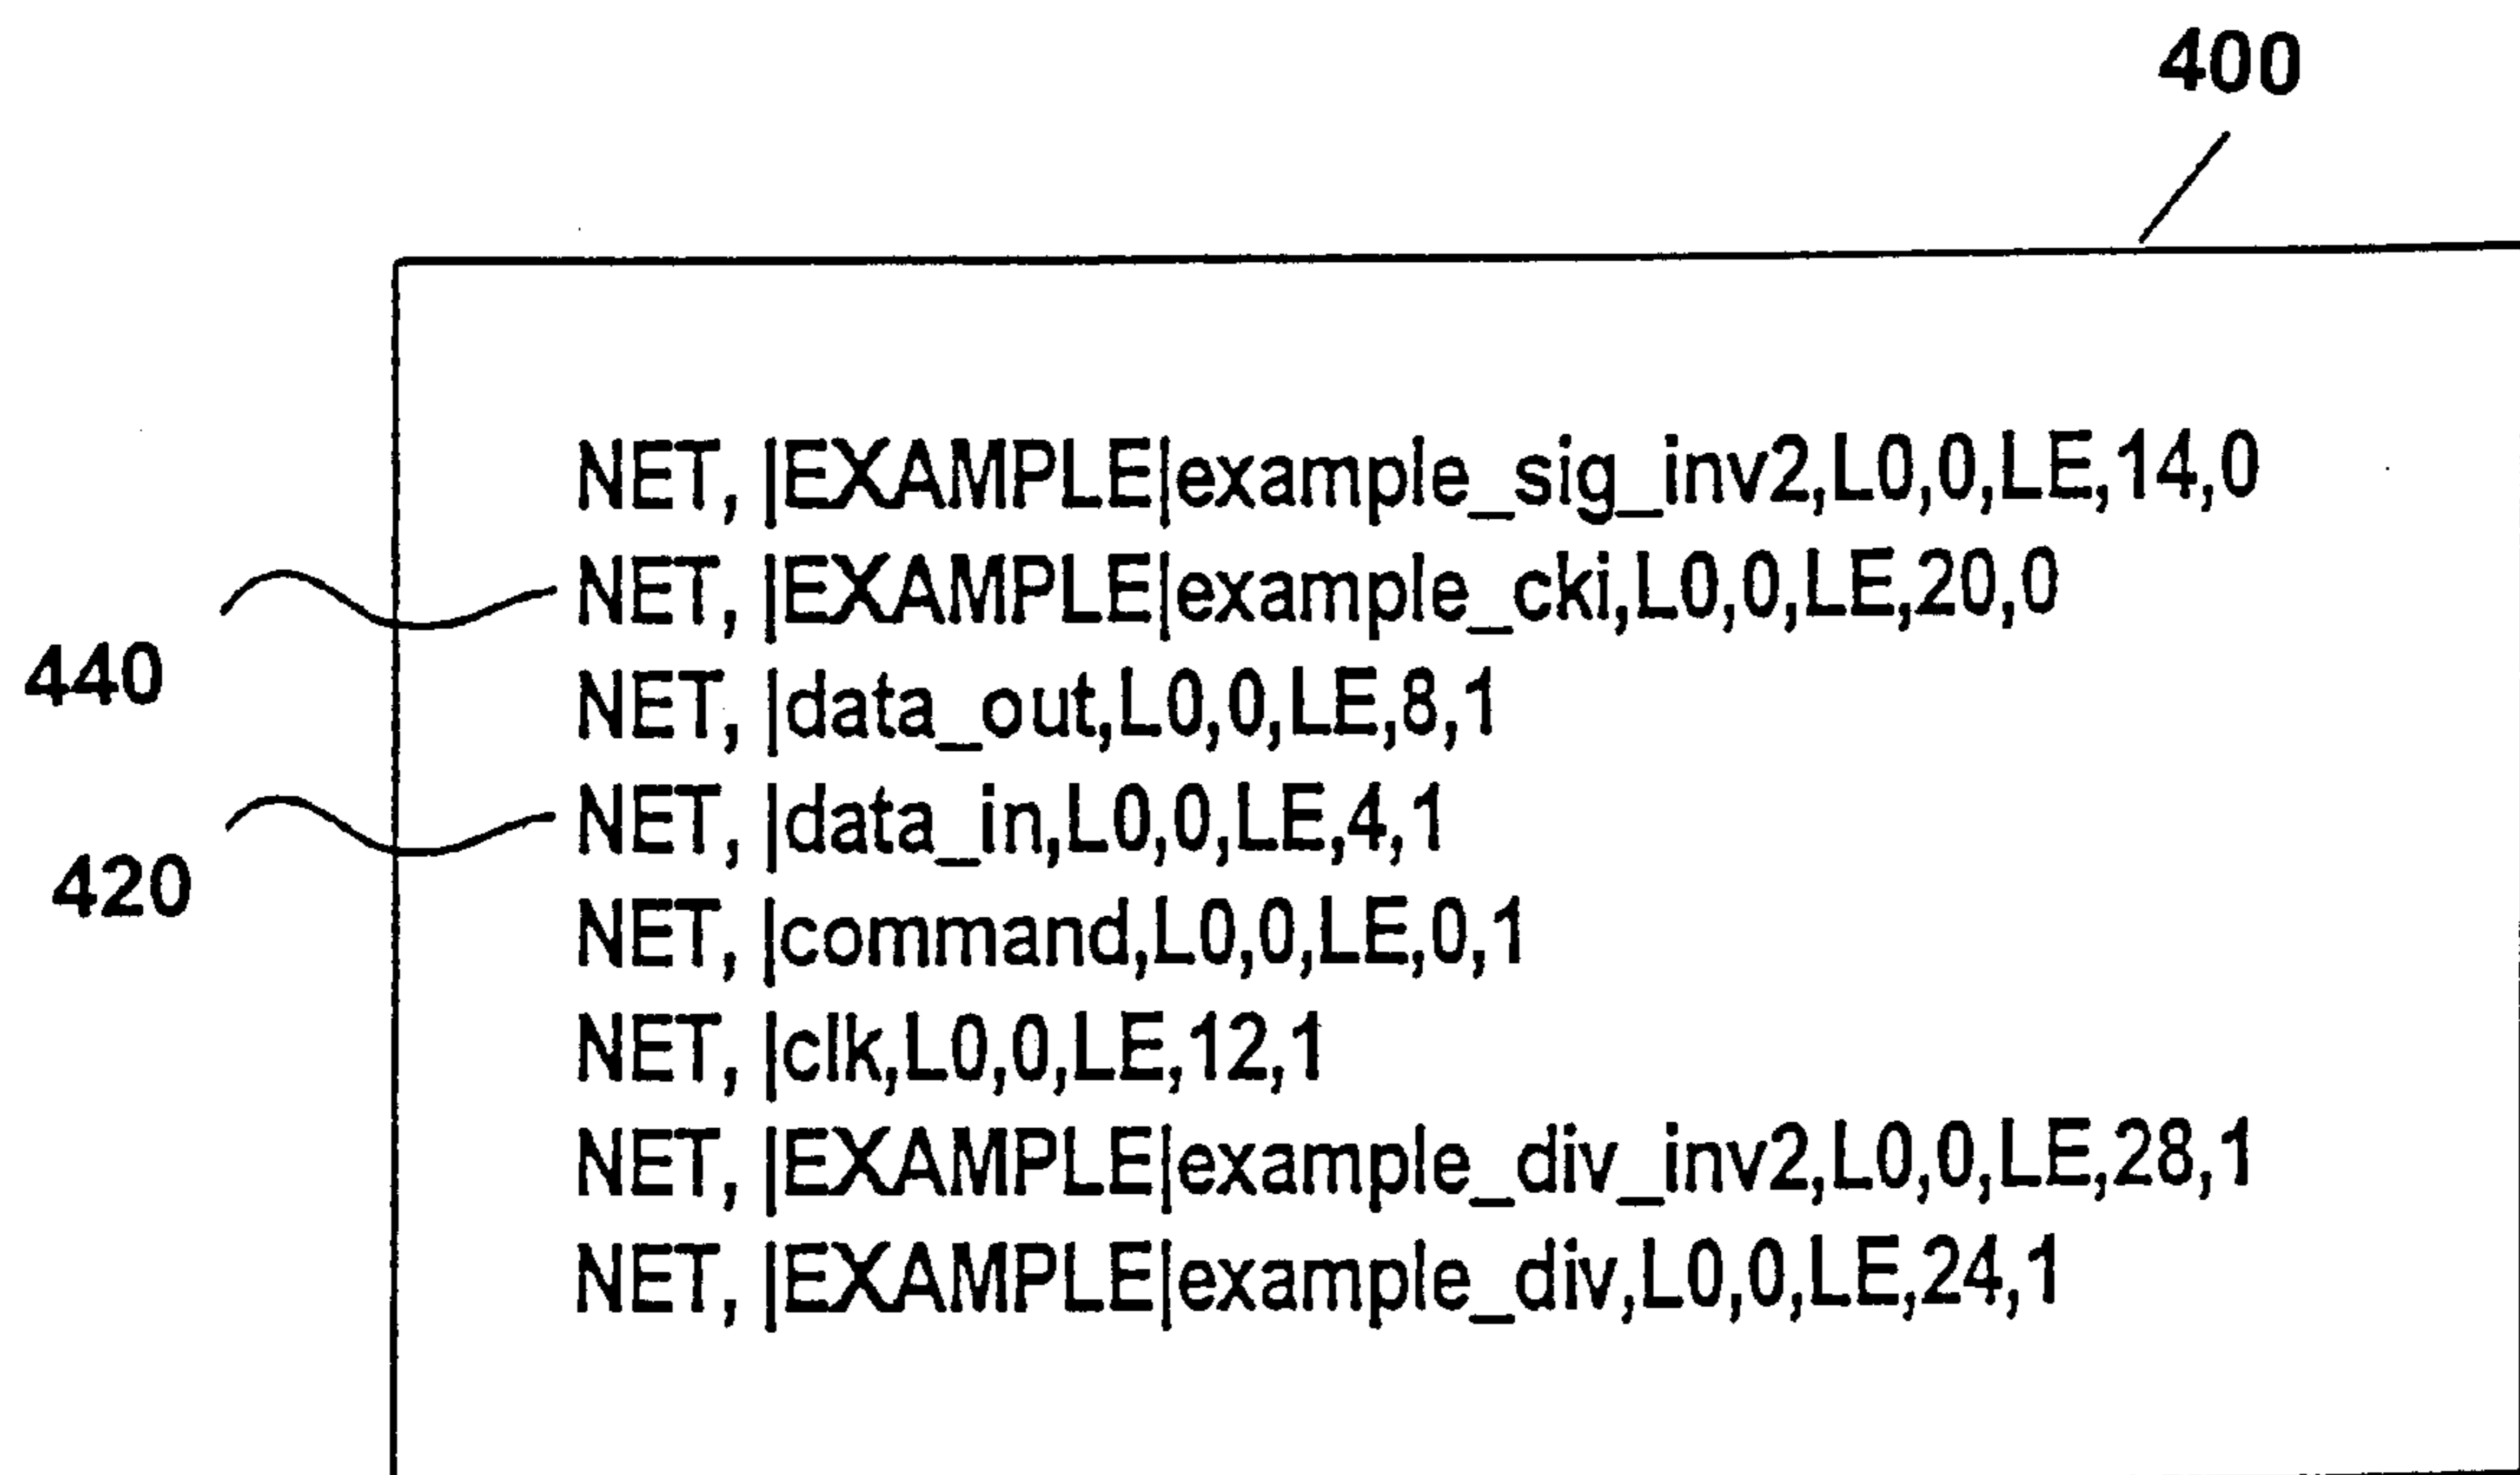 400
NET, |EXAMPLE|example_sig_inv2,L0,0,LE,14,0
NET, |EXAMPLE|example_cki,L0,0,LE,20,0
440
NET, |data_out,L0,0,LE,8,1
NET, |data_in,L0,0,LE,4,1
420
NET, |command,L0,0,LE,0,1
NET, |clk,L0,0,LE,12,1
NET, |EXAMPLE|example_div_inv2,L0,0,LE,28,1
NET, |EXAMPLE|example_div,L0,0,LE,24,1